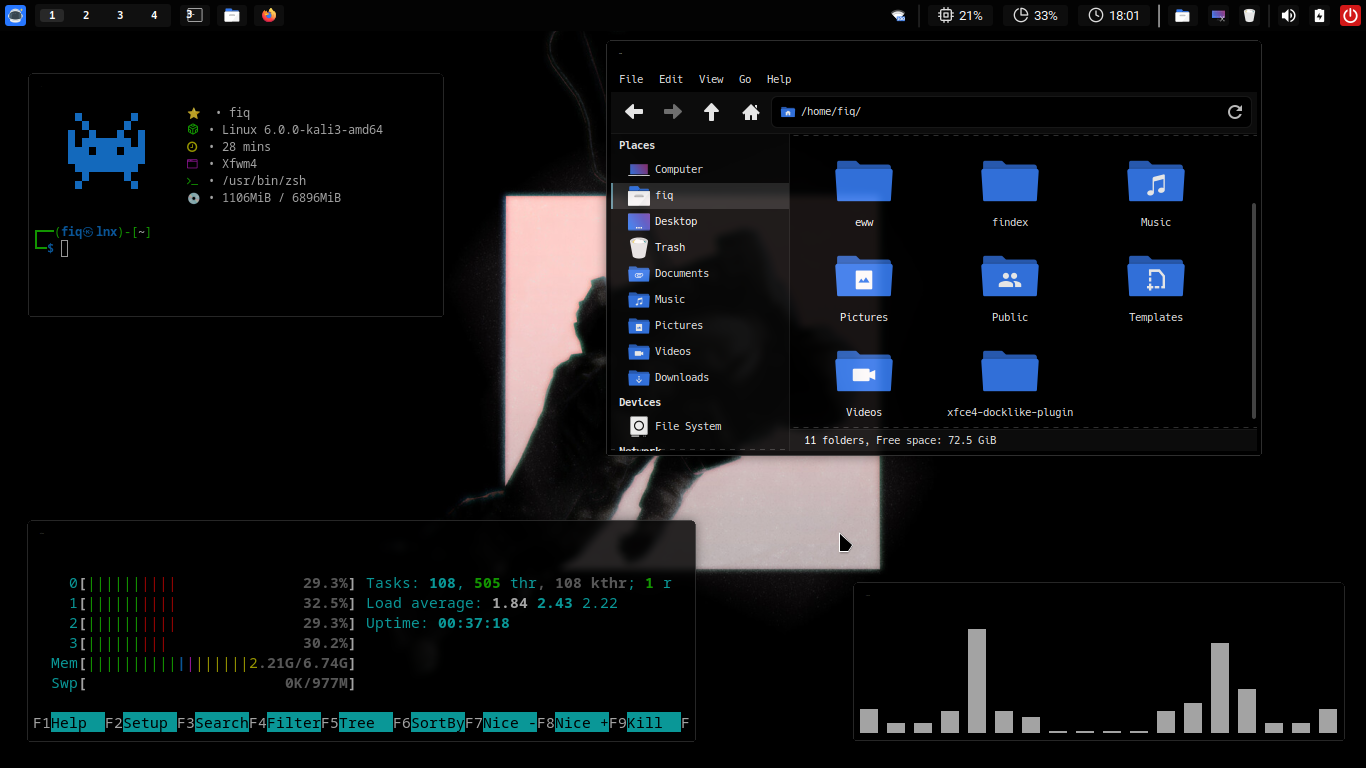 1 2 3 4 3 21% 33% 18:01
• fiq
• Linux 6.0.0-kali3-amd64
• 28 mins
• Xfwm4
• /usr/bin/zsh
• 1106MiB / 6896MiB
(fiq㉿lnx)-[~]
$
File Edit View Go Help
/home/fiq/
Places
Computer
fiq
Desktop
Trash
Documents
Music
Pictures
Videos
Downloads
Devices
File System
Network
eww findex Music
Pictures Public Templates
Videos xfce4-docklike-plugin
11 folders, Free space: 72.5 GiB
0[||||||||||| 29.3%] Tasks: 108, 505 thr, 108 kthr; 1 r
1[||||||||||| 32.5%] Load average: 1.84 2.43 2.22
2[||||||||||| 29.3%] Uptime: 00:37:18
3[|||||||||| 30.2%]
Mem[||||||||||||||||||||2.21G/6.74G]
Swp[ 0K/977M]
F1Help F2Setup F3SearchF4FilterF5Tree F6SortByF7Nice -F8Nice +F9Kill F